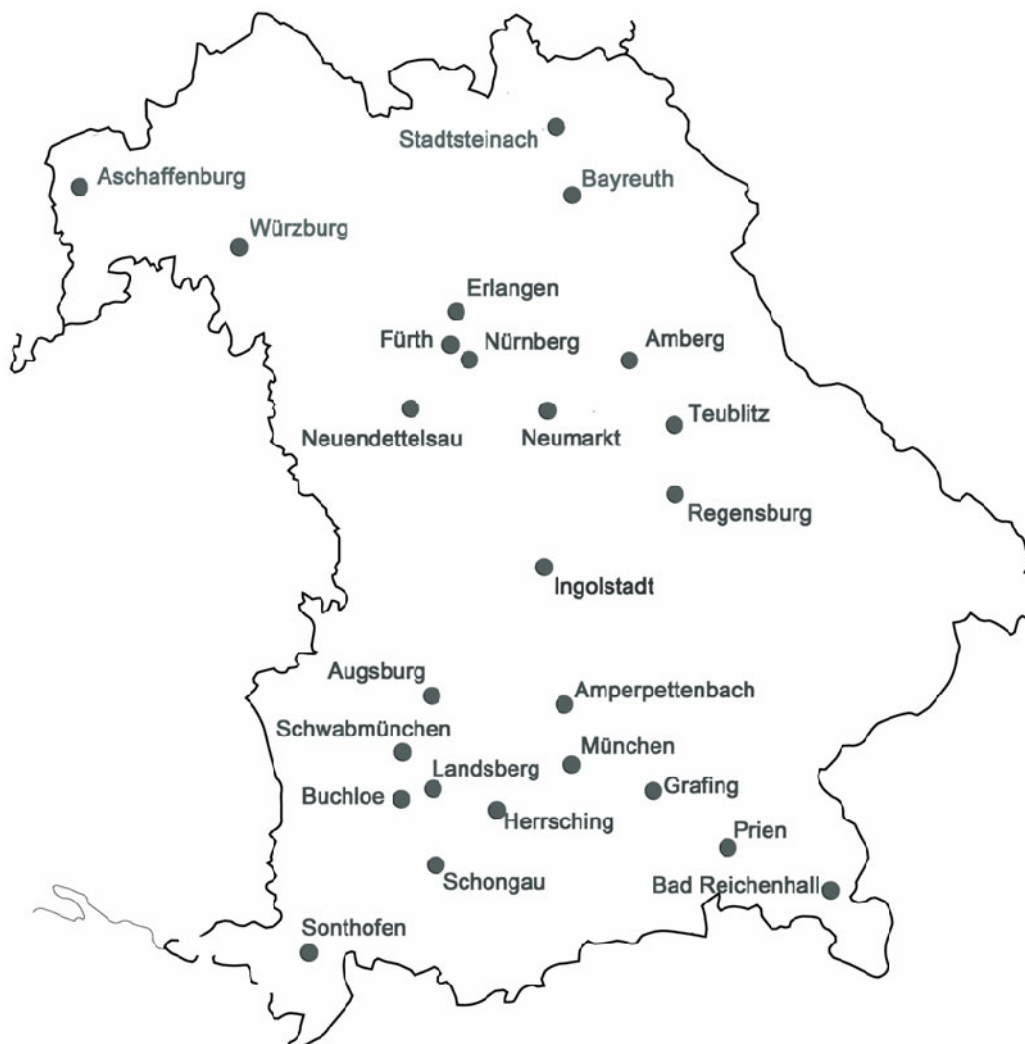 Stadtsteinach
Aschaffenburg
Bayreuth
Würzburg
Erlangen
Fürth
Nürnberg
Amberg
Teublitz
Neuendettelsau
Neumarkt
Regensburg
Ingolstadt
Augsburg
Amperpettenbach
Schwabmünchen
München
Landsberg
Buchloe
Grafing
Herrsching
Prien
Schongau
Bad Reichenhall
Sonthofen